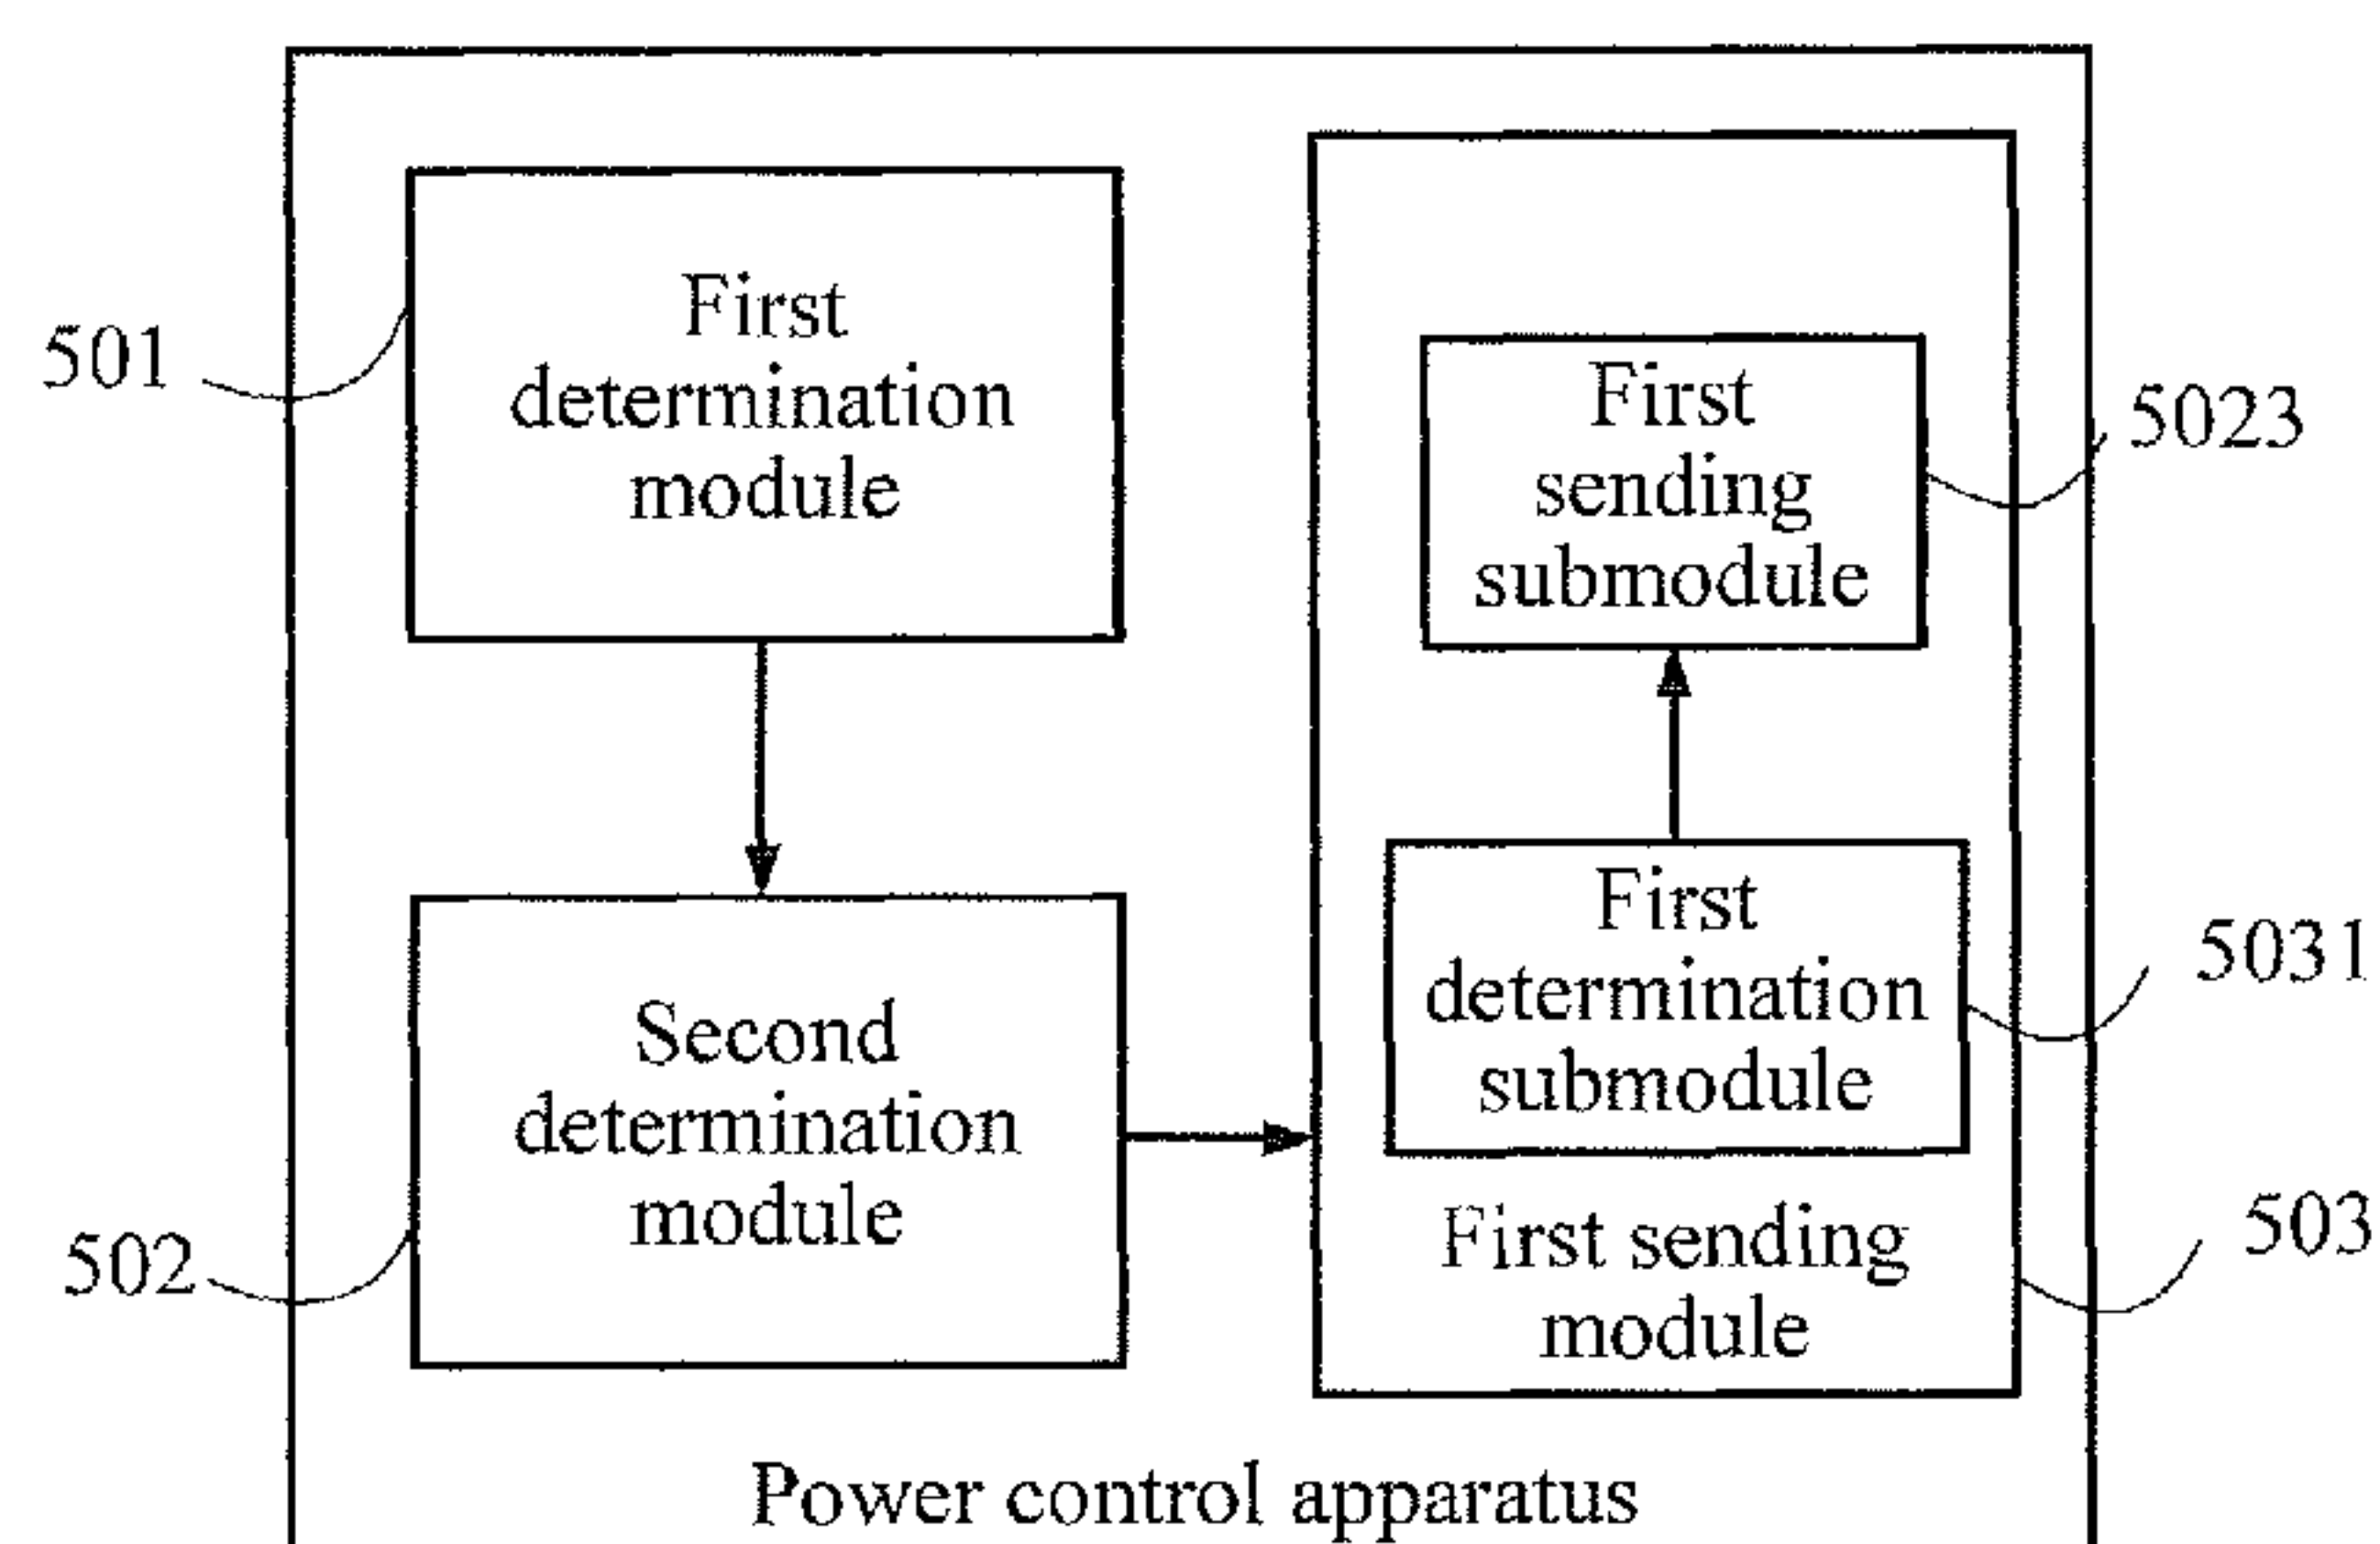 501
First
determination
module
First
sending
submodule
5023
First
determination
submodule
5031
502
Second
determination
module
First sending
module
503
Power control apparatus